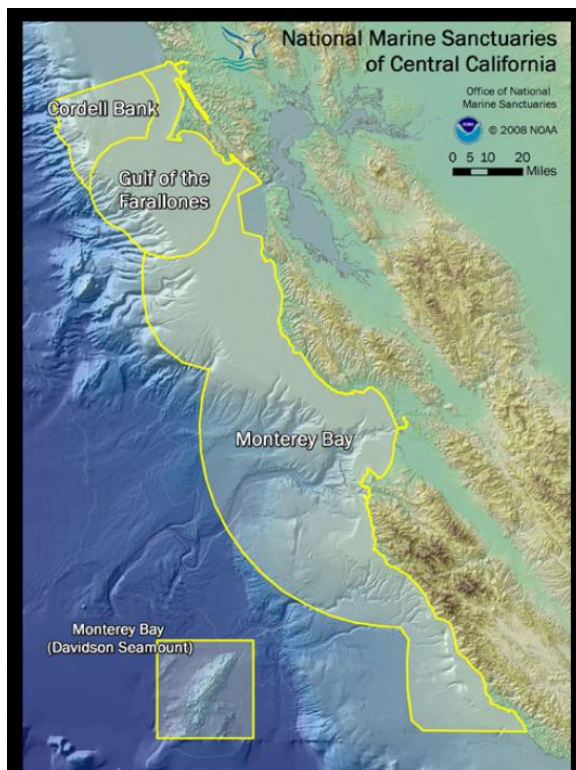 National Marine Sanctuaries
of Central California
Office of National
Marine Sanctuaries
© 2008 NOAA
0 5 10 20
Miles
Cordell Bank
Gulf of the
Farallones
Monterey Bay
Monterey Bay
(Davidson Seamount)